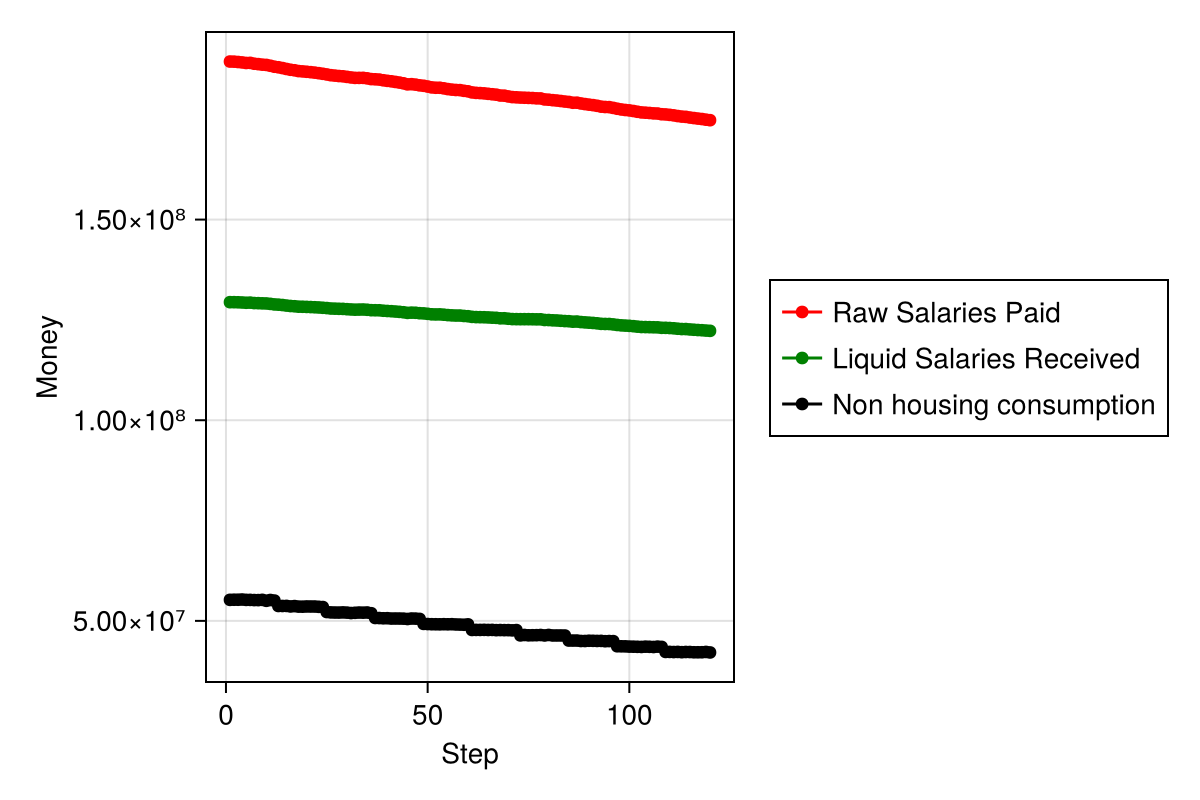 Money
1.50×10⁸
1.00×10⁸
5.00×10⁷
0
50
100
Step
Raw Salaries Paid
Liquid Salaries Received
Non housing consumption